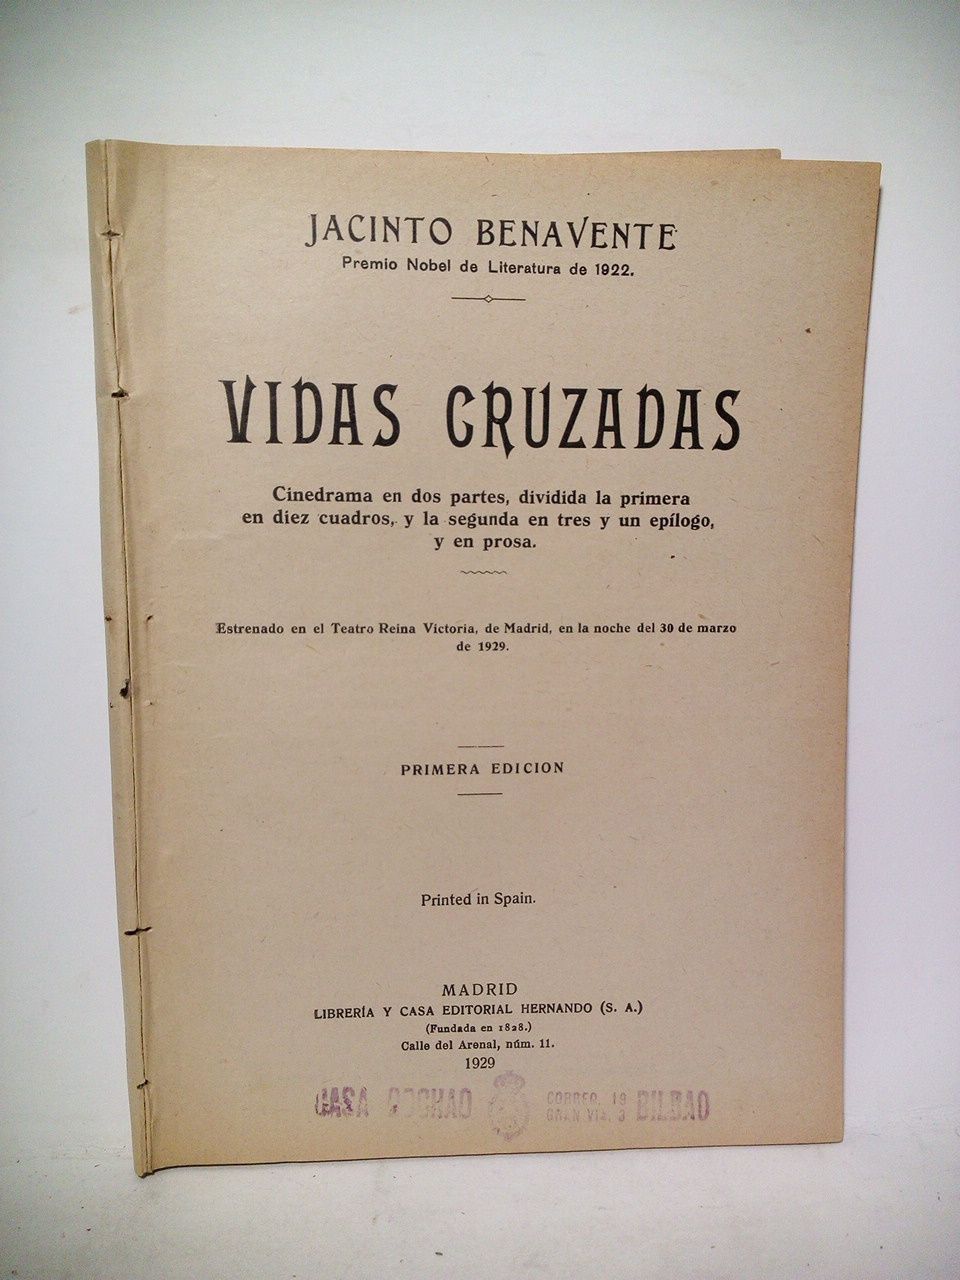 JACINTO BENAVENTE
Premio Nobel de Literatura de 1922.
VIDAS CRUZADAS
Cinedrama en dos partes, dividida la primera
en diez cuadros, y la segunda en tres y un epílogo,
y en prosa.
Estrenado en el Teatro Reina Victoria, de Madrid, en la noche del 30 de marzo
de 1929.
PRIMERA EDICION
Printed in Spain.
MADRID
LIBRERÍA Y CASA EDITORIAL HERNANDO (S. A.)
(Fundada en 1828.)
Calle del Arenal, núm. 11.
1929
CASA CORREO, 19 BILBAO
GRAN VIA, 3